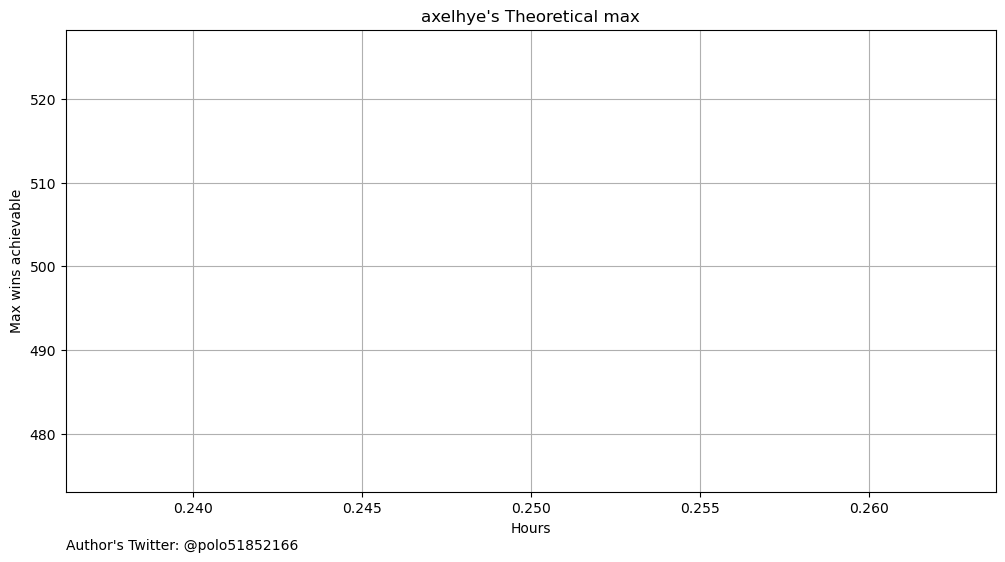 axelhye's Theoretical max
Max wins achievable
520
510
500
490
480
0.240 0.245 0.250 0.255 0.260
Hours
Author's Twitter: @polo51852166